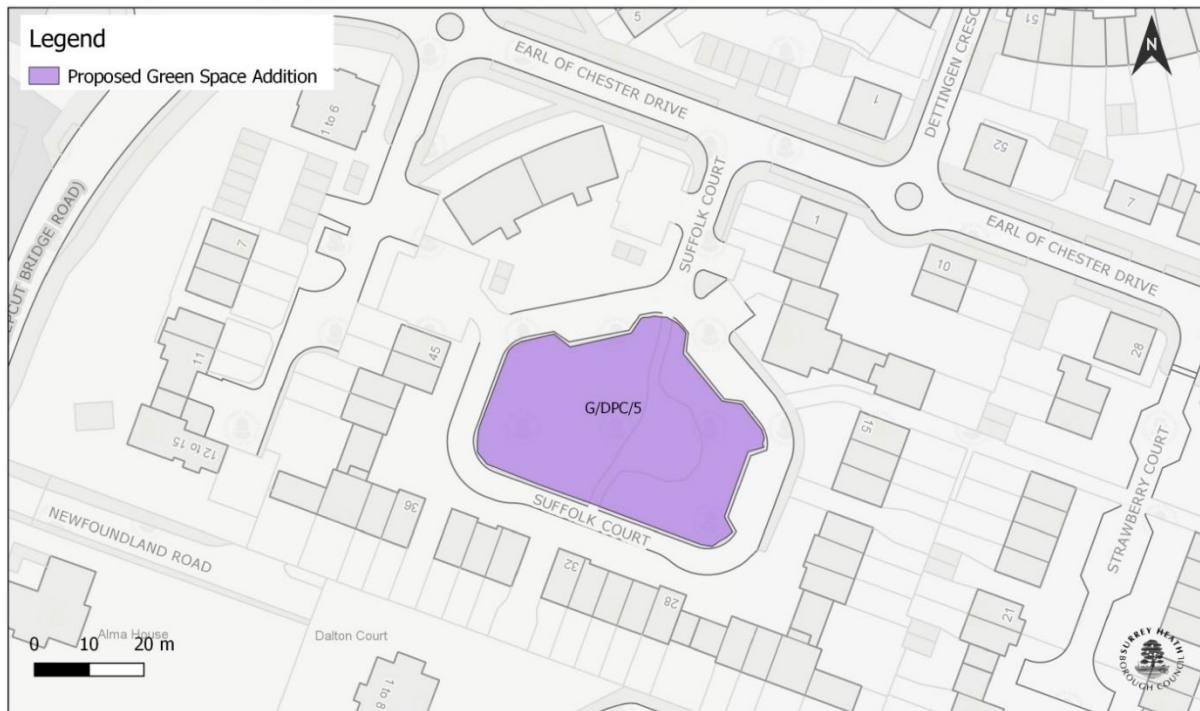 Legend
Proposed Green Space Addition
N
5
51
EARL OF CHESTER DRIVE
DETTINGEN CRESC
1 to 6
1
52
7
SUFFOLK COURT
EPCUT BRIDGE ROAD)
7
1
10
EARL OF CHESTER DRIVE
45
28
11
G/DPC/5
12 to 15
15
36
SUFFOLK COURT
STRAWBERRY COURT
NEWFOUNDLAND ROAD
32
28
21
Alma House
Dalton Court
0 10 20 m
1 to 8
SURREY HEATH
BOROUGH COUNCIL